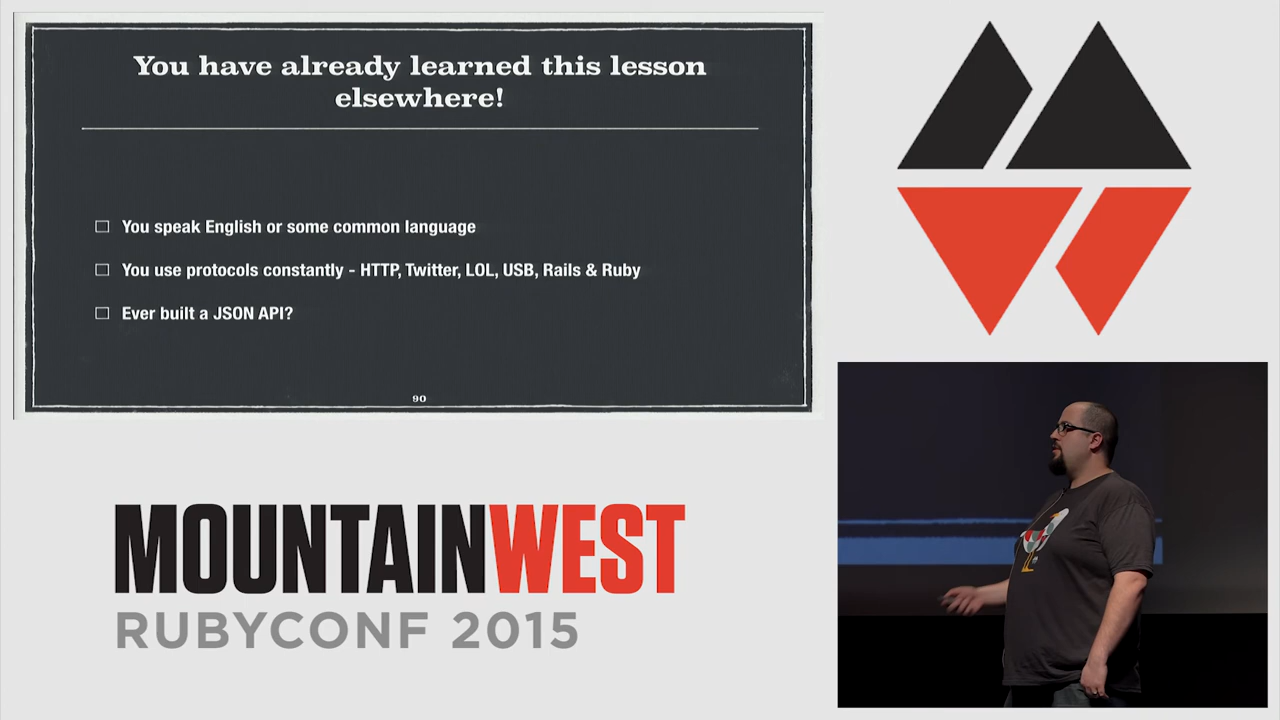 You have already learned this lesson
elsewhere!
You speak English or some common language
You use protocols constantly - HTTP, Twitter, LOL, USB, Rails & Ruby
Ever built a JSON API?
90
MOUNTAINWEST
RUBYCONF 2015